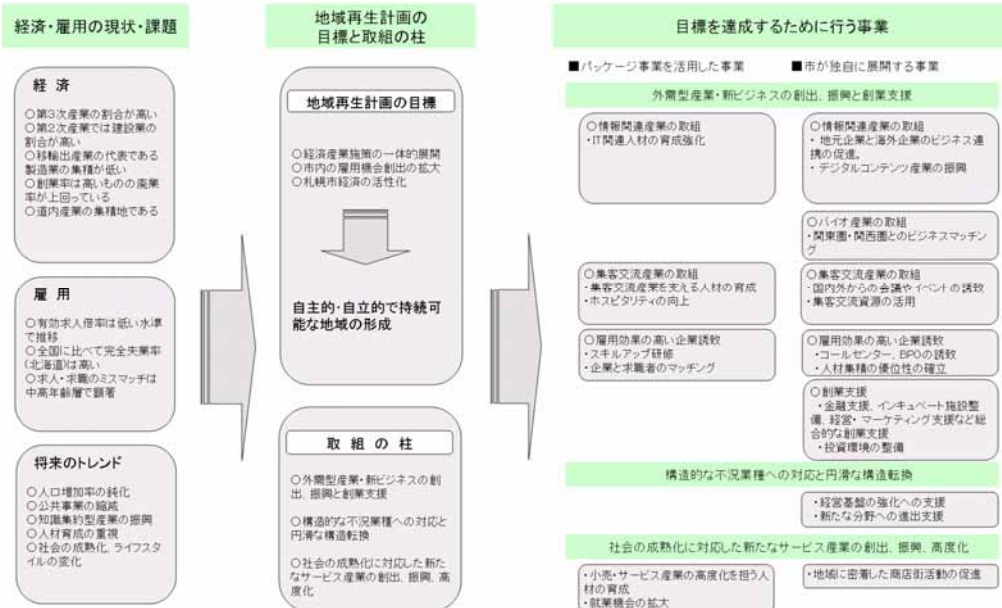 経済・雇用の現状・課題
経 済
○第3次産業の割合が高い
○第2次産業では建設業の
割合が高い
○移輸出産業の代表である
製造業の集積が低い
○創業率は高いものの廃業
率が上回っている
○道内産業の集積地である
雇 用
○有効求人倍率は低い水準
で推移
○全国に比べて完全失業率
(北海道)は高い
○求人・求職のミスマッチは
中高年齢層で顕著
将来のトレンド
○人口増加率の鈍化
○公共事業の縮減
○知識集約型産業の振興
○人材育成の重視
○社会の成熟化、ライフスタ
イルの変化
地域再生計画の
目標と取組の柱
地域再生計画の目標
○経済産業施策の一体的展開
○市内の雇用機会創出の拡大
○札幌市経済の活性化
自主的・自立的で持続可
能な地域の形成
取 組 の 柱
○外需型産業・新ビジネスの創
出、振興と創業支援
○構造的な不況業種への対応と
円滑な構造転換
○社会の成熟化に対応した新た
なサービス産業の創出、振興、高
度化
目標を達成するために行う事業
■パッケージ事業を活用した事業
■市が独自に展開する事業
外需型産業・新ビジネスの創出、振興と創業支援
○情報関連産業の取組
・IT関連人材の育成強化
○情報関連産業の取組
・地元企業と海外企業のビジネス連
携の促進。
・デジタルコンテンツ産業の振興
○バイオ産業の取組
・関東圏・関西圏とのビジネスマッチン
グ
○集客交流産業の取組
・集客交流産業を支える人材の育成
・ホスピタリティの向上
○集客交流産業の取組
・国内外からの会議やイベントの誘致
・集客交流資源の活用
○雇用効果の高い企業誘致
・スキルアップ研修
・企業と求職者のマッチング
○雇用効果の高い企業誘致
・コールセンター、BPOの誘致
・人材集積の優位性の確立
○創業支援
・金融支援、インキュベート施設整
備、経営・マーケティング支援など総
合的な創業支援
・投資環境の整備
構造的な不況業種への対応と円滑な構造転換
・経営基盤の強化への支援
・新たな分野への進出支援
社会の成熟化に対応した新たなサービス産業の創出、振興、高度化
・小売・サービス産業の高度化を担う人
材の育成
・就業機会の拡大
・地域に密着した商店街活動の促進